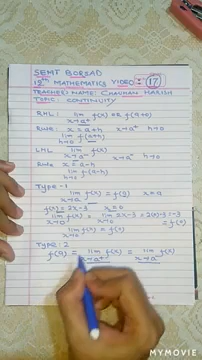 SEMT BORSAD
12th MATHEMATICS VIDEO = 17
TEACHER NAME: CHAUHAN HARISH
TOPIC: CONTINUITY
RHL: lim x→a⁺ f(x) OR f(a+0)
RULE: x = a+h x→a⁺ h→0
lim h→0 f(a+h)
LHL lim x→a⁻ f(x)
RULE x = a-h x→a⁻ h→0
lim h→0 f(a-h)
TYPE-1
lim x→a f(x) = f(a) x→a
f(x) = 2x-3 x=0
lim x→0 f(x) = lim x→0 2x-3 = 2(0)-3 = -3
= f(0)
lim x→0 f(x) = f(0)
TYPE: 2
f(a) = lim x→a⁺ f(x) = lim x→a⁻ f(x)
MYMOVIE